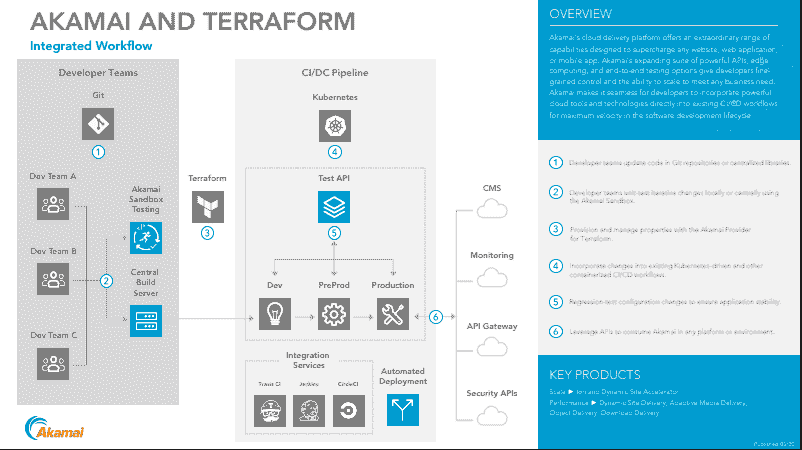 AKAMAI AND TERRAFORM
Integrated Workflow
Developer Teams
Git
1
Dev Team A
Dev Team B
Dev Team C
2
Akamai
Sandbox
Testing
Central
Build
Server
Terraform
3
CI/DC Pipeline
Kubernetes
4
Test API
5
Dev
PreProd
Production
Integration
Services
Travis CI
Jenkins
CircleCI
Automated
Deployment
6
CMS
Monitoring
API Gateway
Security APIs
Akamai
OVERVIEW
Akamai's cloud delivery platform offers an extraordinary range of
capabilities designed to supercharge any website, web application,
or mobile app. Akamai's expanding suite of powerful APIs, edge
computing, and end-to-end testing options give developers fine-
grained control and the ability to scale to meet any business need.
Akamai makes it seamless for developers to incorporate powerful
cloud tools and technologies directly into existing CI/CD workflows
for maximum velocity in the software development lifecycle
1 Developer teams update code in Git repositories or centralized libraries.
2 Developer teams unit-test iterative changes locally or centrally using
the Akamai Sandbox.
3 Provision and manage properties with the Akamai Provider
for Terraform.
4 Incorporate changes into existing Kubernetes-driven and other
containerized CI/CD workflows.
5 Regression-test configuration changes to ensure application stability.
6 Leverage APIs to consume Akamai in any platform or environment.
KEY PRODUCTS
Scale ► Ion and Dynamic Site Accelerator
Performance ► Dynamic Site Delivery, Adaptive Media Delivery,
Object Delivery, Download Delivery